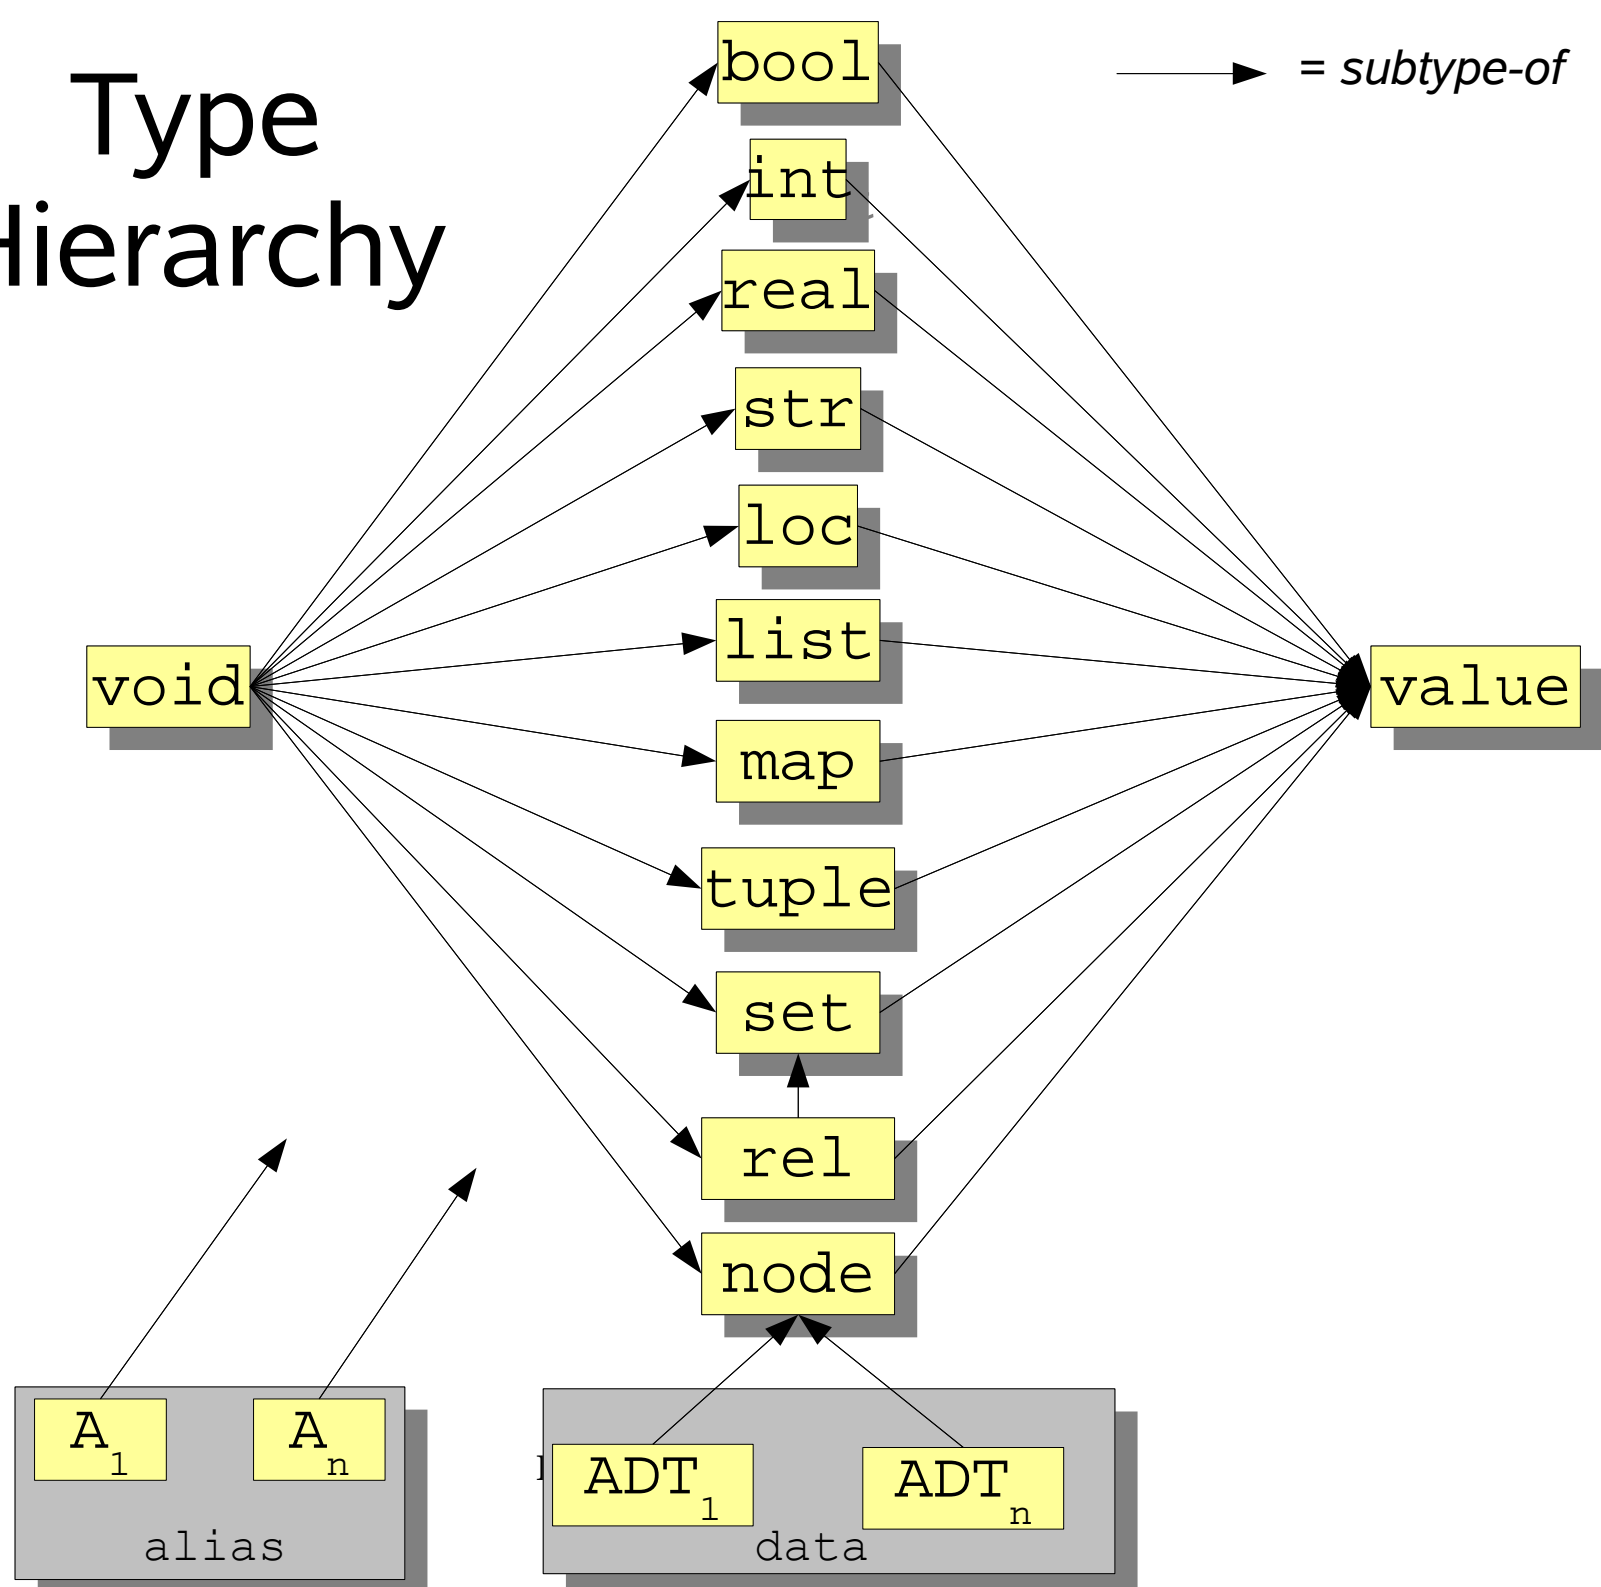 Type
Hierarchy
= subtype-of
bool
int
real
str
loc
list
void
value
map
tuple
set
rel
node
A1
An
ADT1
ADTn
alias
data